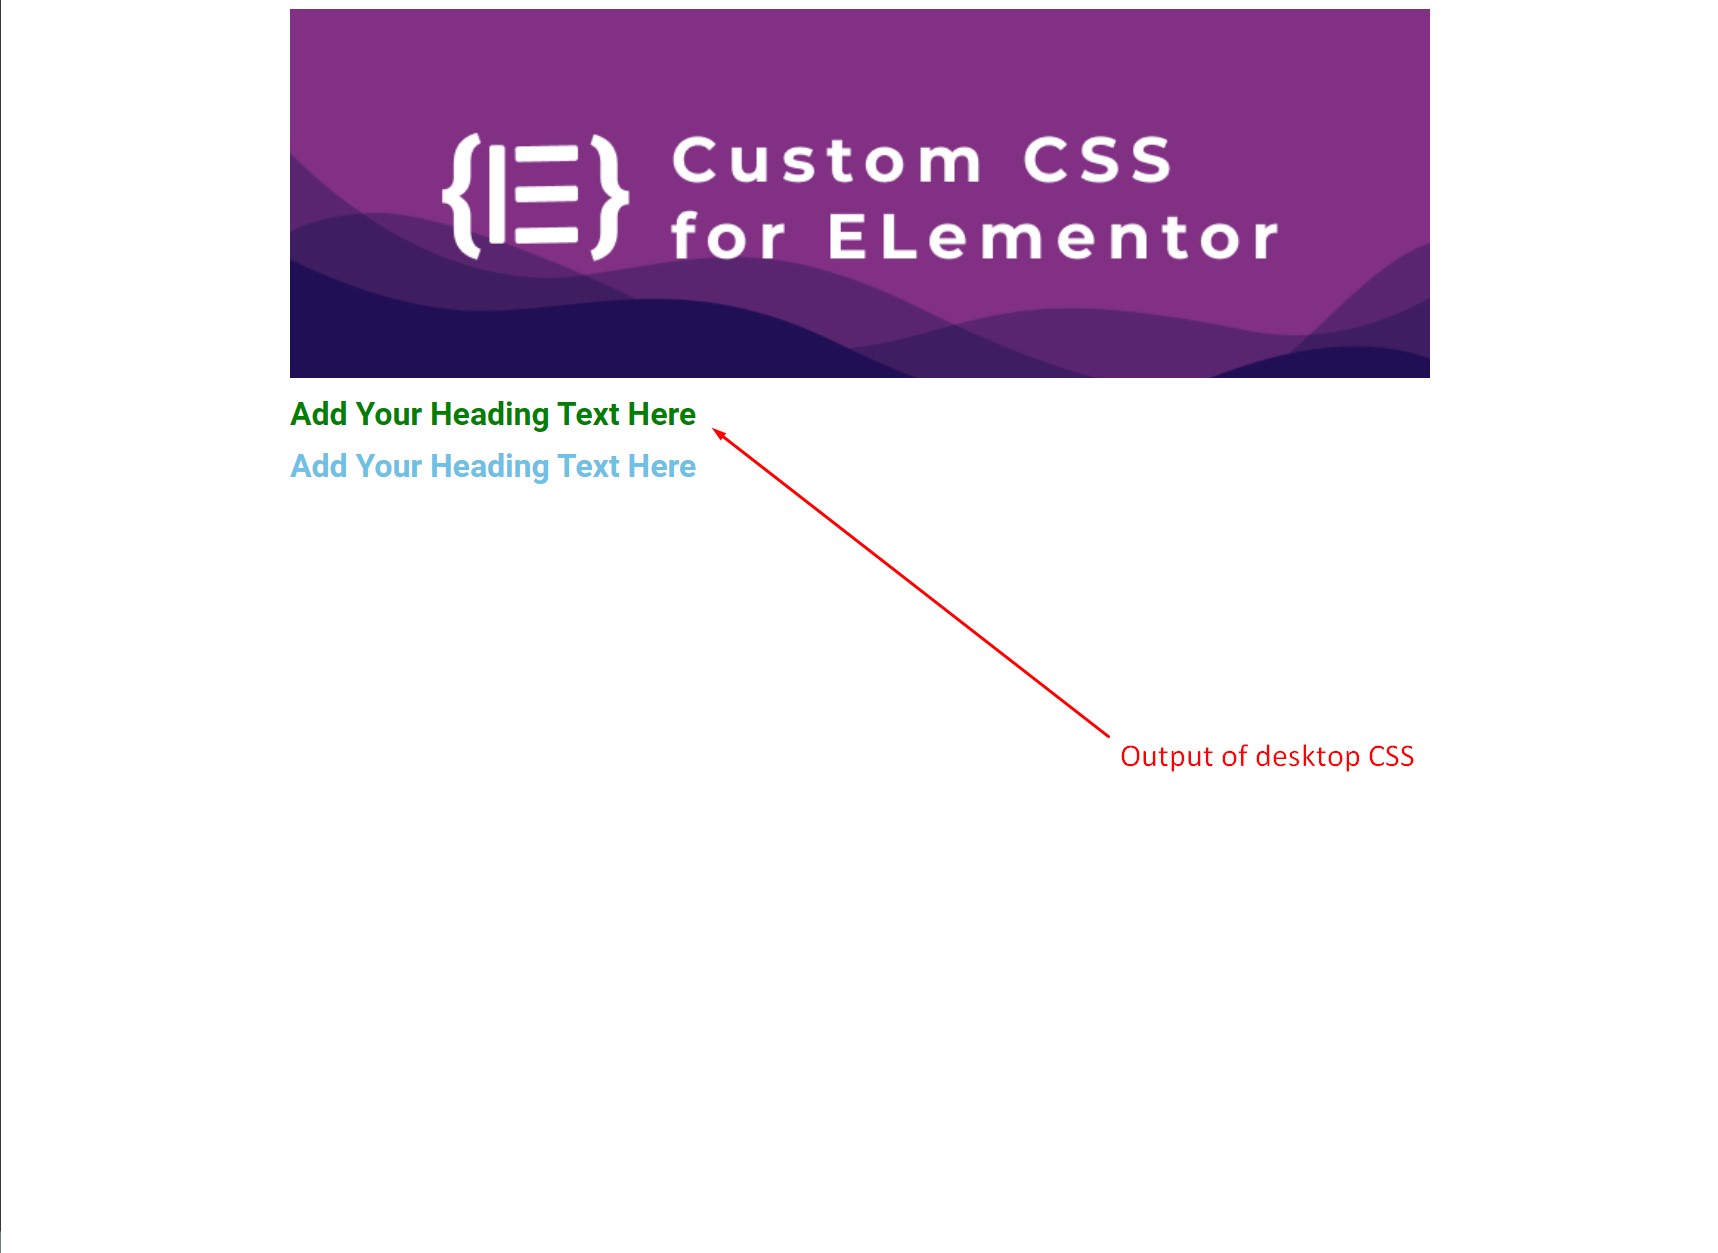 Custom CSS
for ELementor
Add Your Heading Text Here
Add Your Heading Text Here
Output of desktop CSS